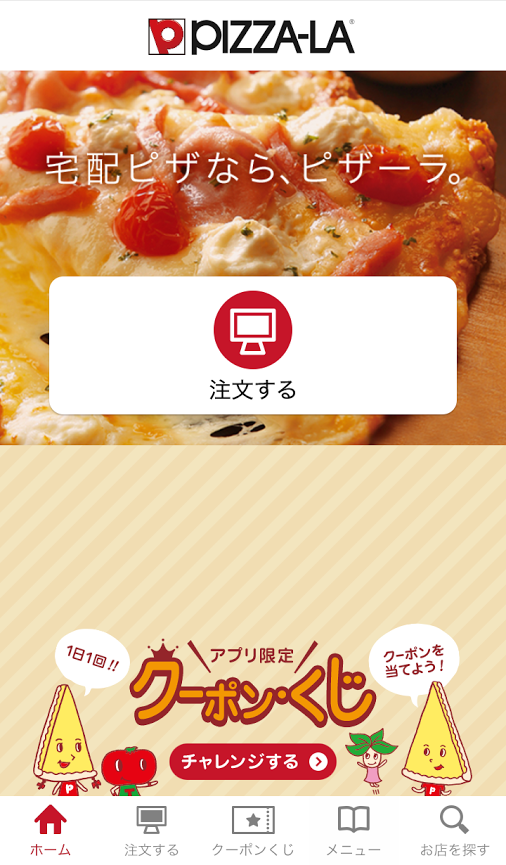 PIZZA-LA®
宅配ピザなら、ピザーラ。
注文する
1日1回!!
アプリ限定
クーポンを
当てよう!
クーポン・くじ
チャレンジする
P
P
ホーム
注文する
クーポンくじ
メニュー
お店を探す